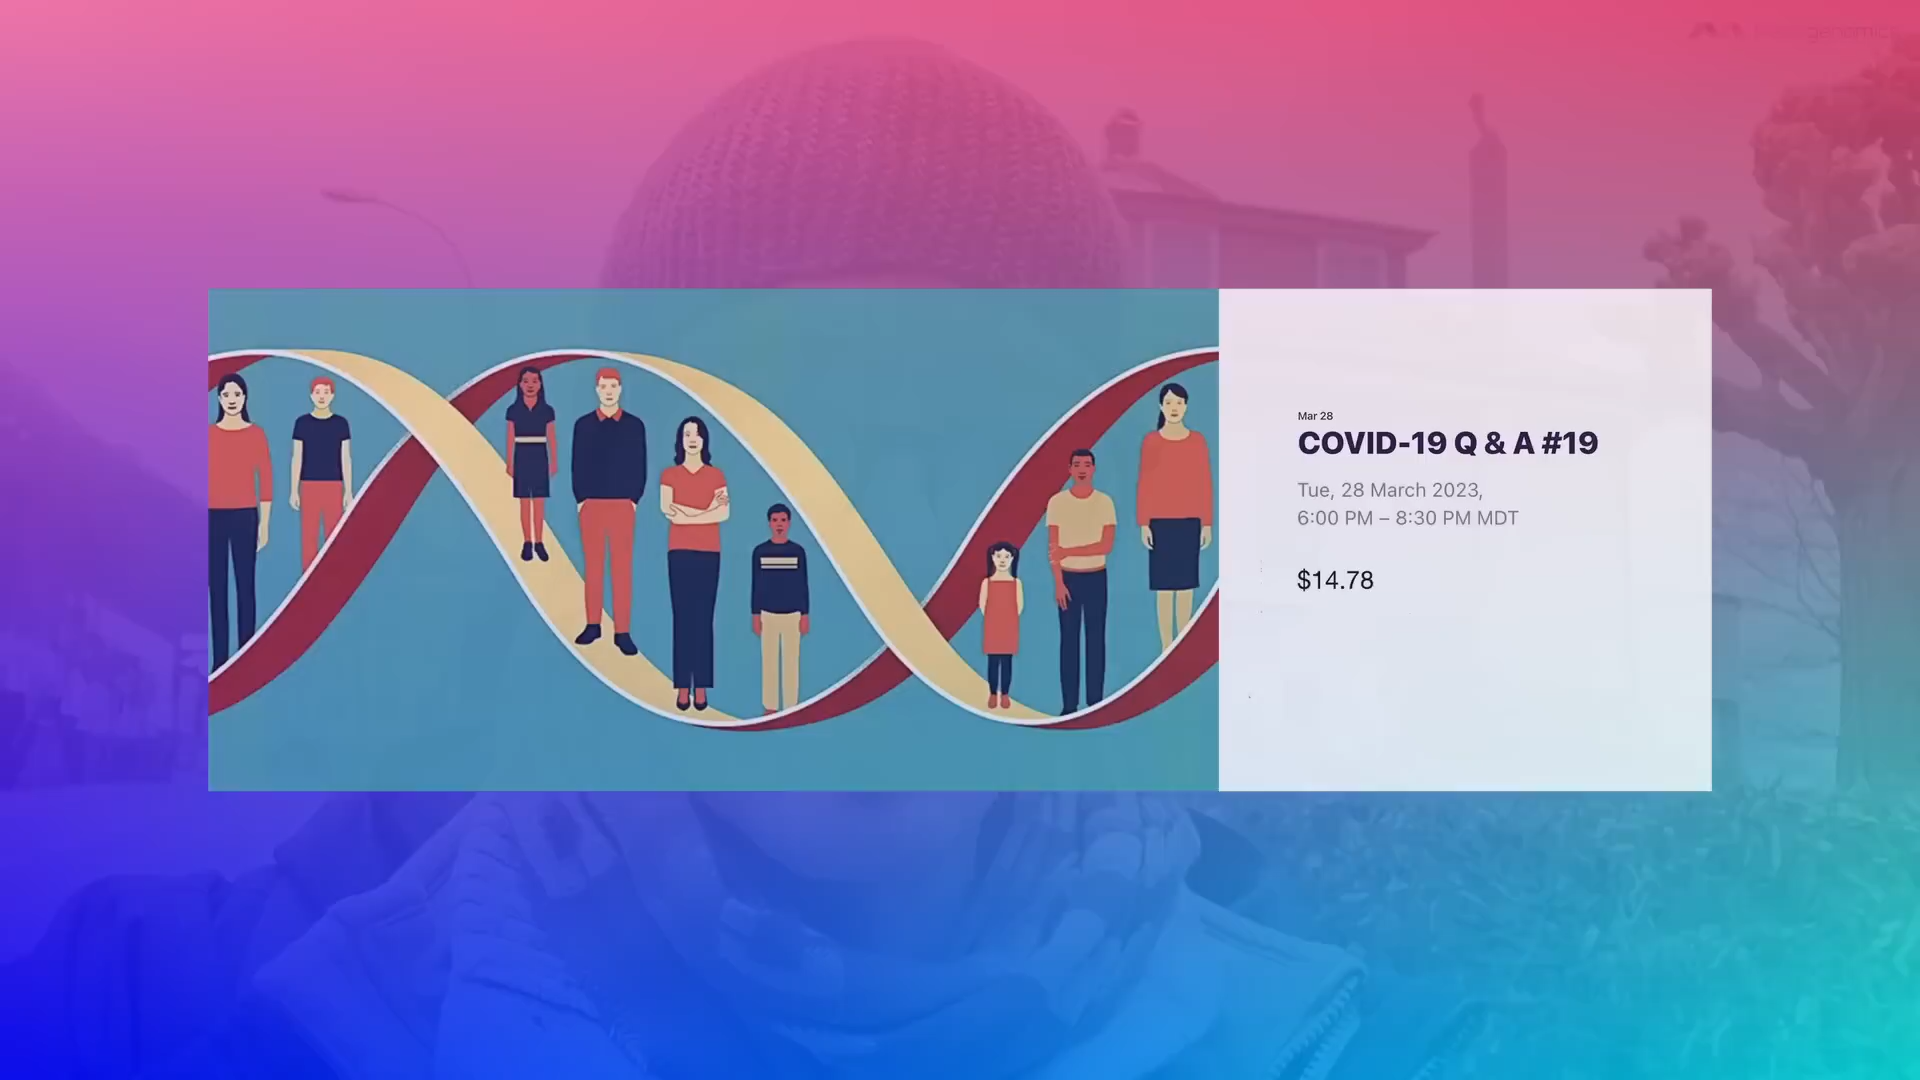 Mar 28
COVID-19 Q & A #19
Tue, 28 March 2023,
6:00 PM – 8:30 PM MDT
$14.78